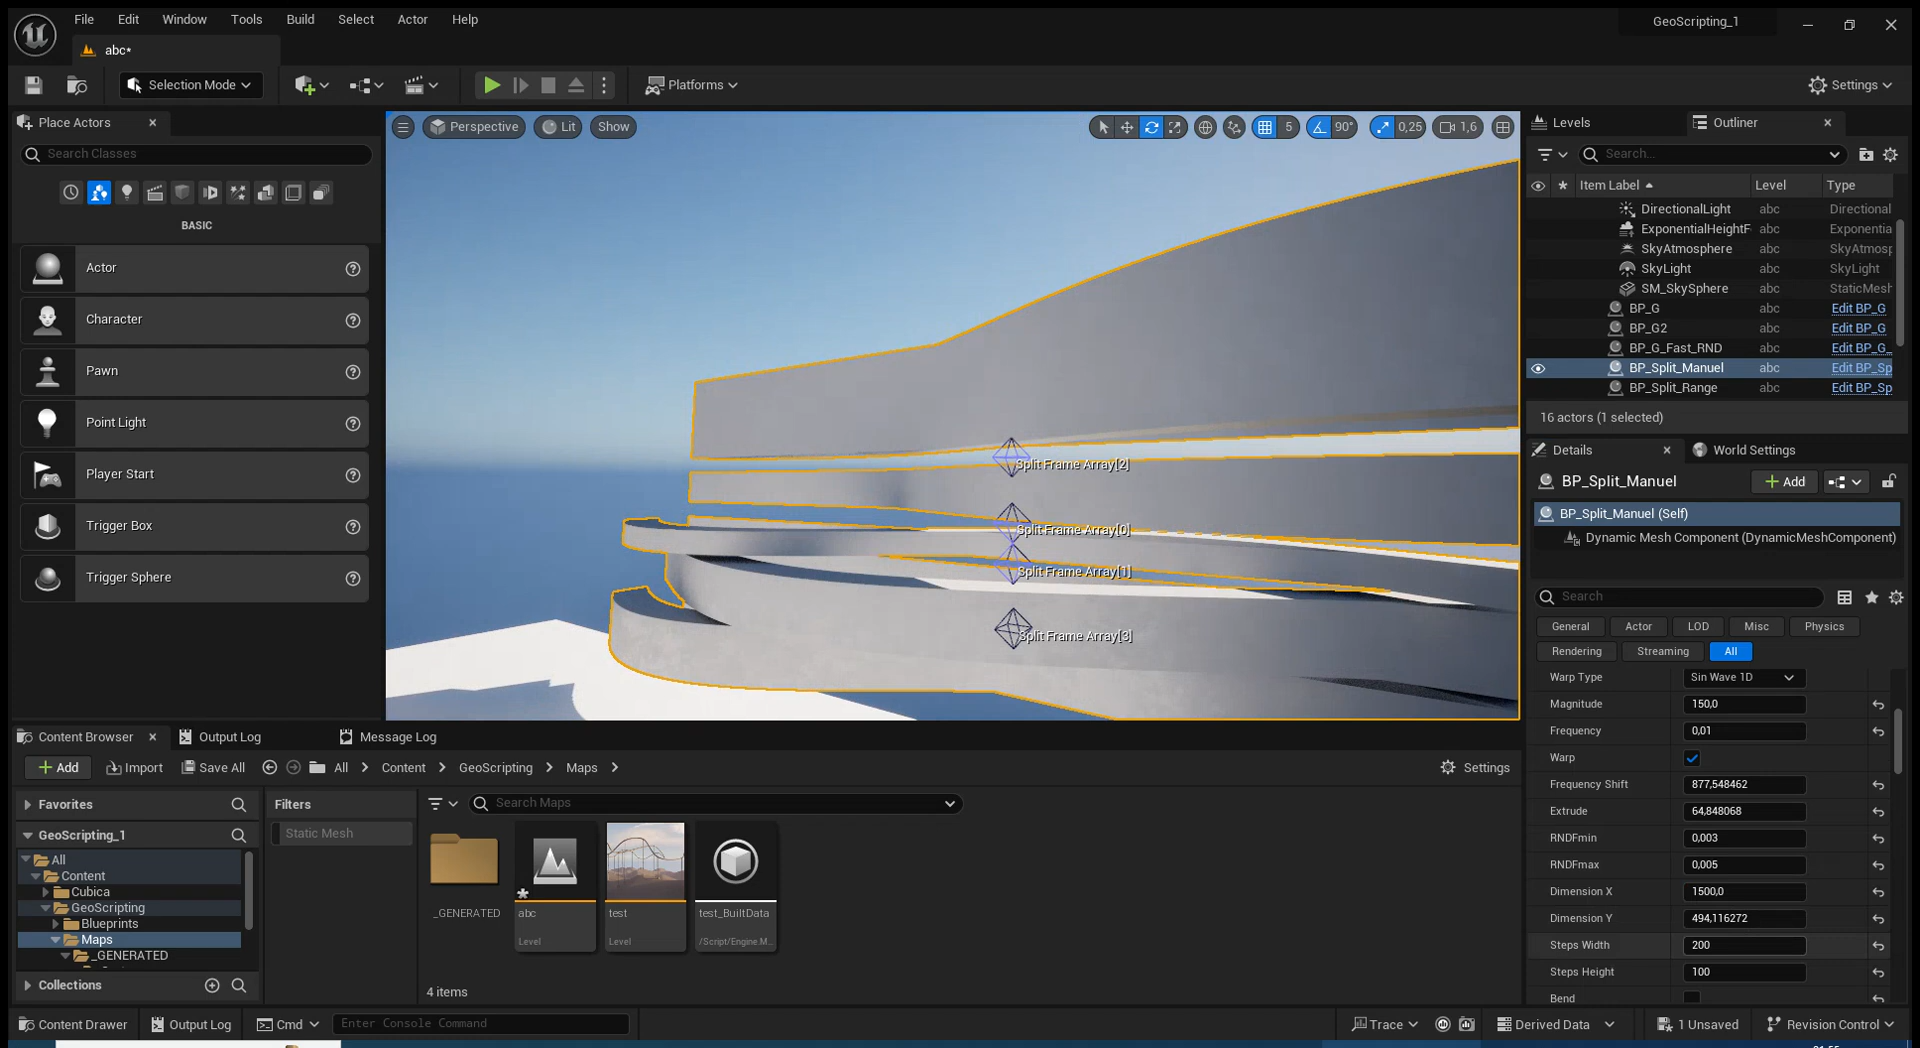 File Edit Window Tools Build Select Actor Help
GeoScripting_1
abc*
Selection Mode
Platforms
Settings
Place Actors
Search Classes
BASIC
Actor
Character
Pawn
Point Light
Player Start
Trigger Box
Trigger Sphere
Perspective
Lit
Show
5
90°
0,25
1,6
Split Frame Array[2]
Split Frame Array[0]
Split Frame Array[1]
Split Frame Array[3]
Levels
Outliner
Search...
Item Label Level Type
DirectionalLight abc Directional
ExponentialHeightF abc Exponentia
SkyAtmosphere abc SkyAtmosp
SkyLight abc SkyLight
SM_SkySphere abc StaticMesh
BP_G abc Edit BP_G
BP_G2 abc Edit BP_G
BP_G_Fast_RND abc Edit BP_G_
BP_Split_Manuel abc Edit BP_Sp
BP_Split_Range abc Edit BP_Sp
16 actors (1 selected)
Details
World Settings
BP_Split_Manuel
Add
BP_Split_Manuel (Self)
Dynamic Mesh Component (DynamicMeshComponent)
Search
General Actor LOD Misc Physics
Rendering Streaming All
Warp Type Sin Wave 1D
Magnitude 150,0
Frequency 0,01
Warp
Frequency Shift 877,548462
Extrude 64,848068
RNDFmin 0,003
RNDFmax 0,005
Dimension X 1500,0
Dimension Y 494,116272
Steps Width 200
Steps Height 100
Bend
Content Browser
Output Log
Message Log
Add
Import
Save All
All
Content
GeoScripting
Maps
Settings
Favorites
GeoScripting_1
All
Content
Cubica
GeoScripting
Blueprints
Maps
_GENERATED
Collections
Filters
Static Mesh
Search Maps
_GENERATED
abc
Level
test
Level
test_BuiltData
/Script/Engine.M...
4 items
Content Drawer
Output Log
Cmd
Enter Console Command
Trace
Derived Data
1 Unsaved
Revision Control